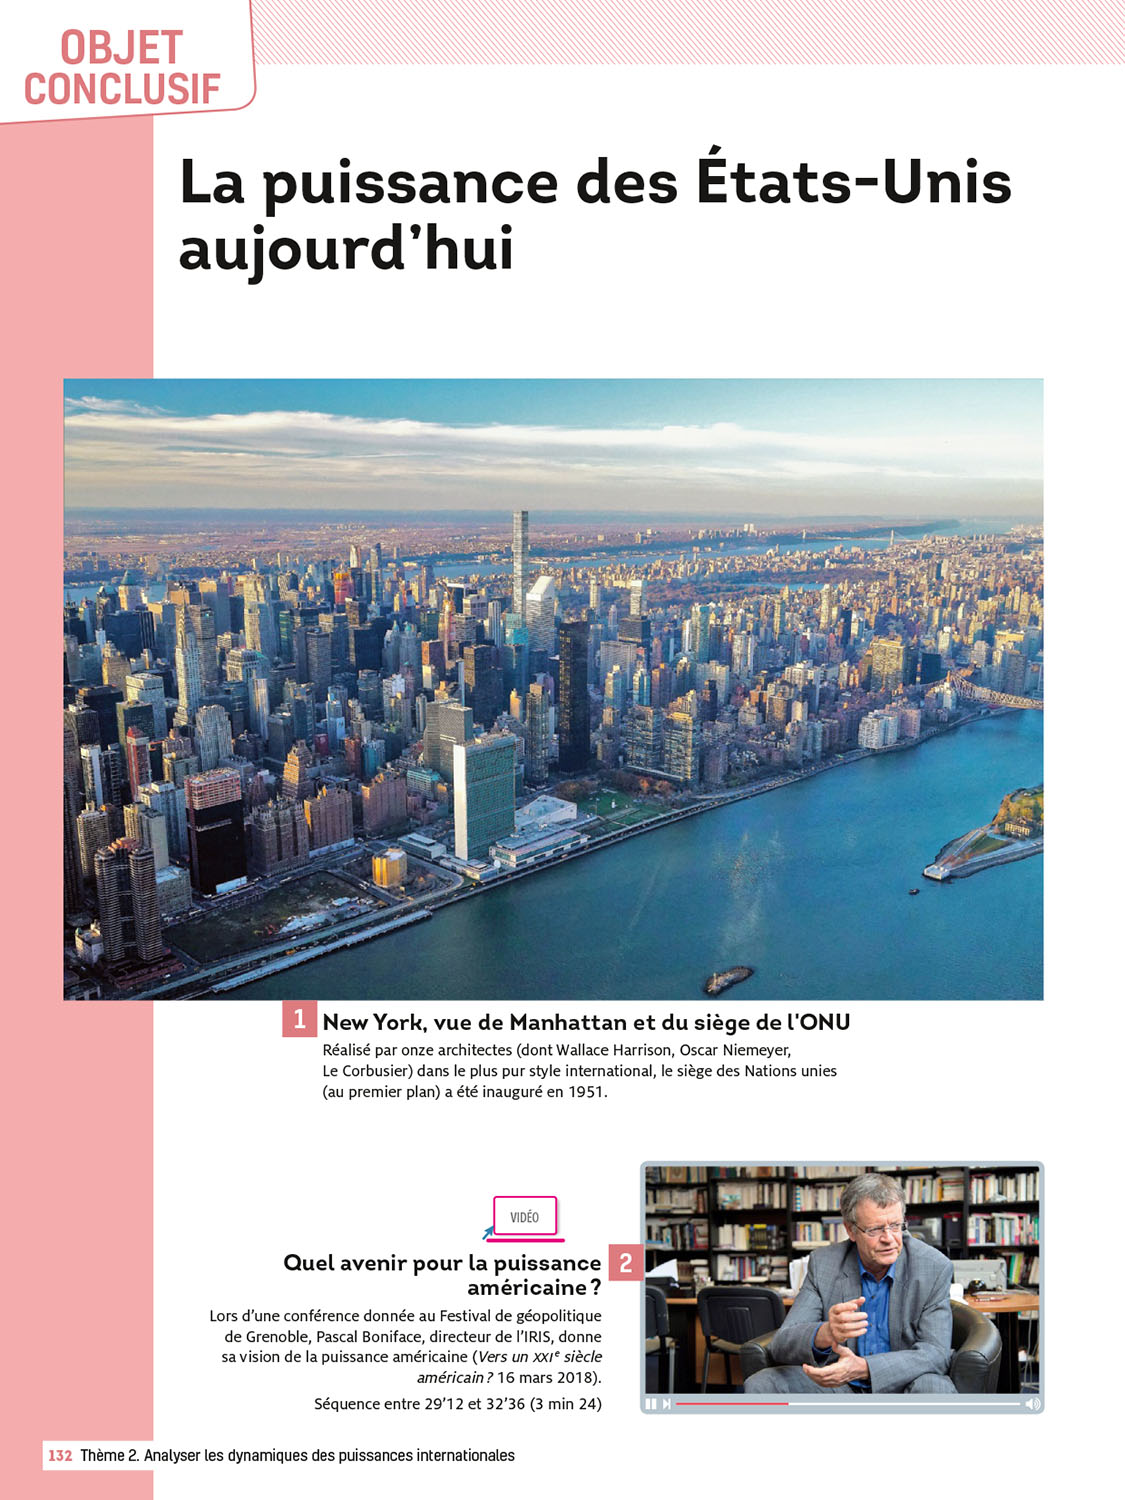 OBJET
CONCLUSIF
La puissance des États-Unis
aujourd’hui
1 New York, vue de Manhattan et du siège de l'ONU
Réalisé par onze architectes (dont Wallace Harrison, Oscar Niemeyer,
Le Corbusier) dans le plus pur style international, le siège des Nations unies
(au premier plan) a été inauguré en 1951.
VIDÉO
Quel avenir pour la puissance 2
américaine ?
Lors d’une conférence donnée au Festival de géopolitique
de Grenoble, Pascal Boniface, directeur de l’IRIS, donne
sa vision de la puissance américaine (Vers un XXIe siècle
américain ? 16 mars 2018).
Séquence entre 29’12 et 32’36 (3 min 24)
132 Thème 2. Analyser les dynamiques des puissances internationales